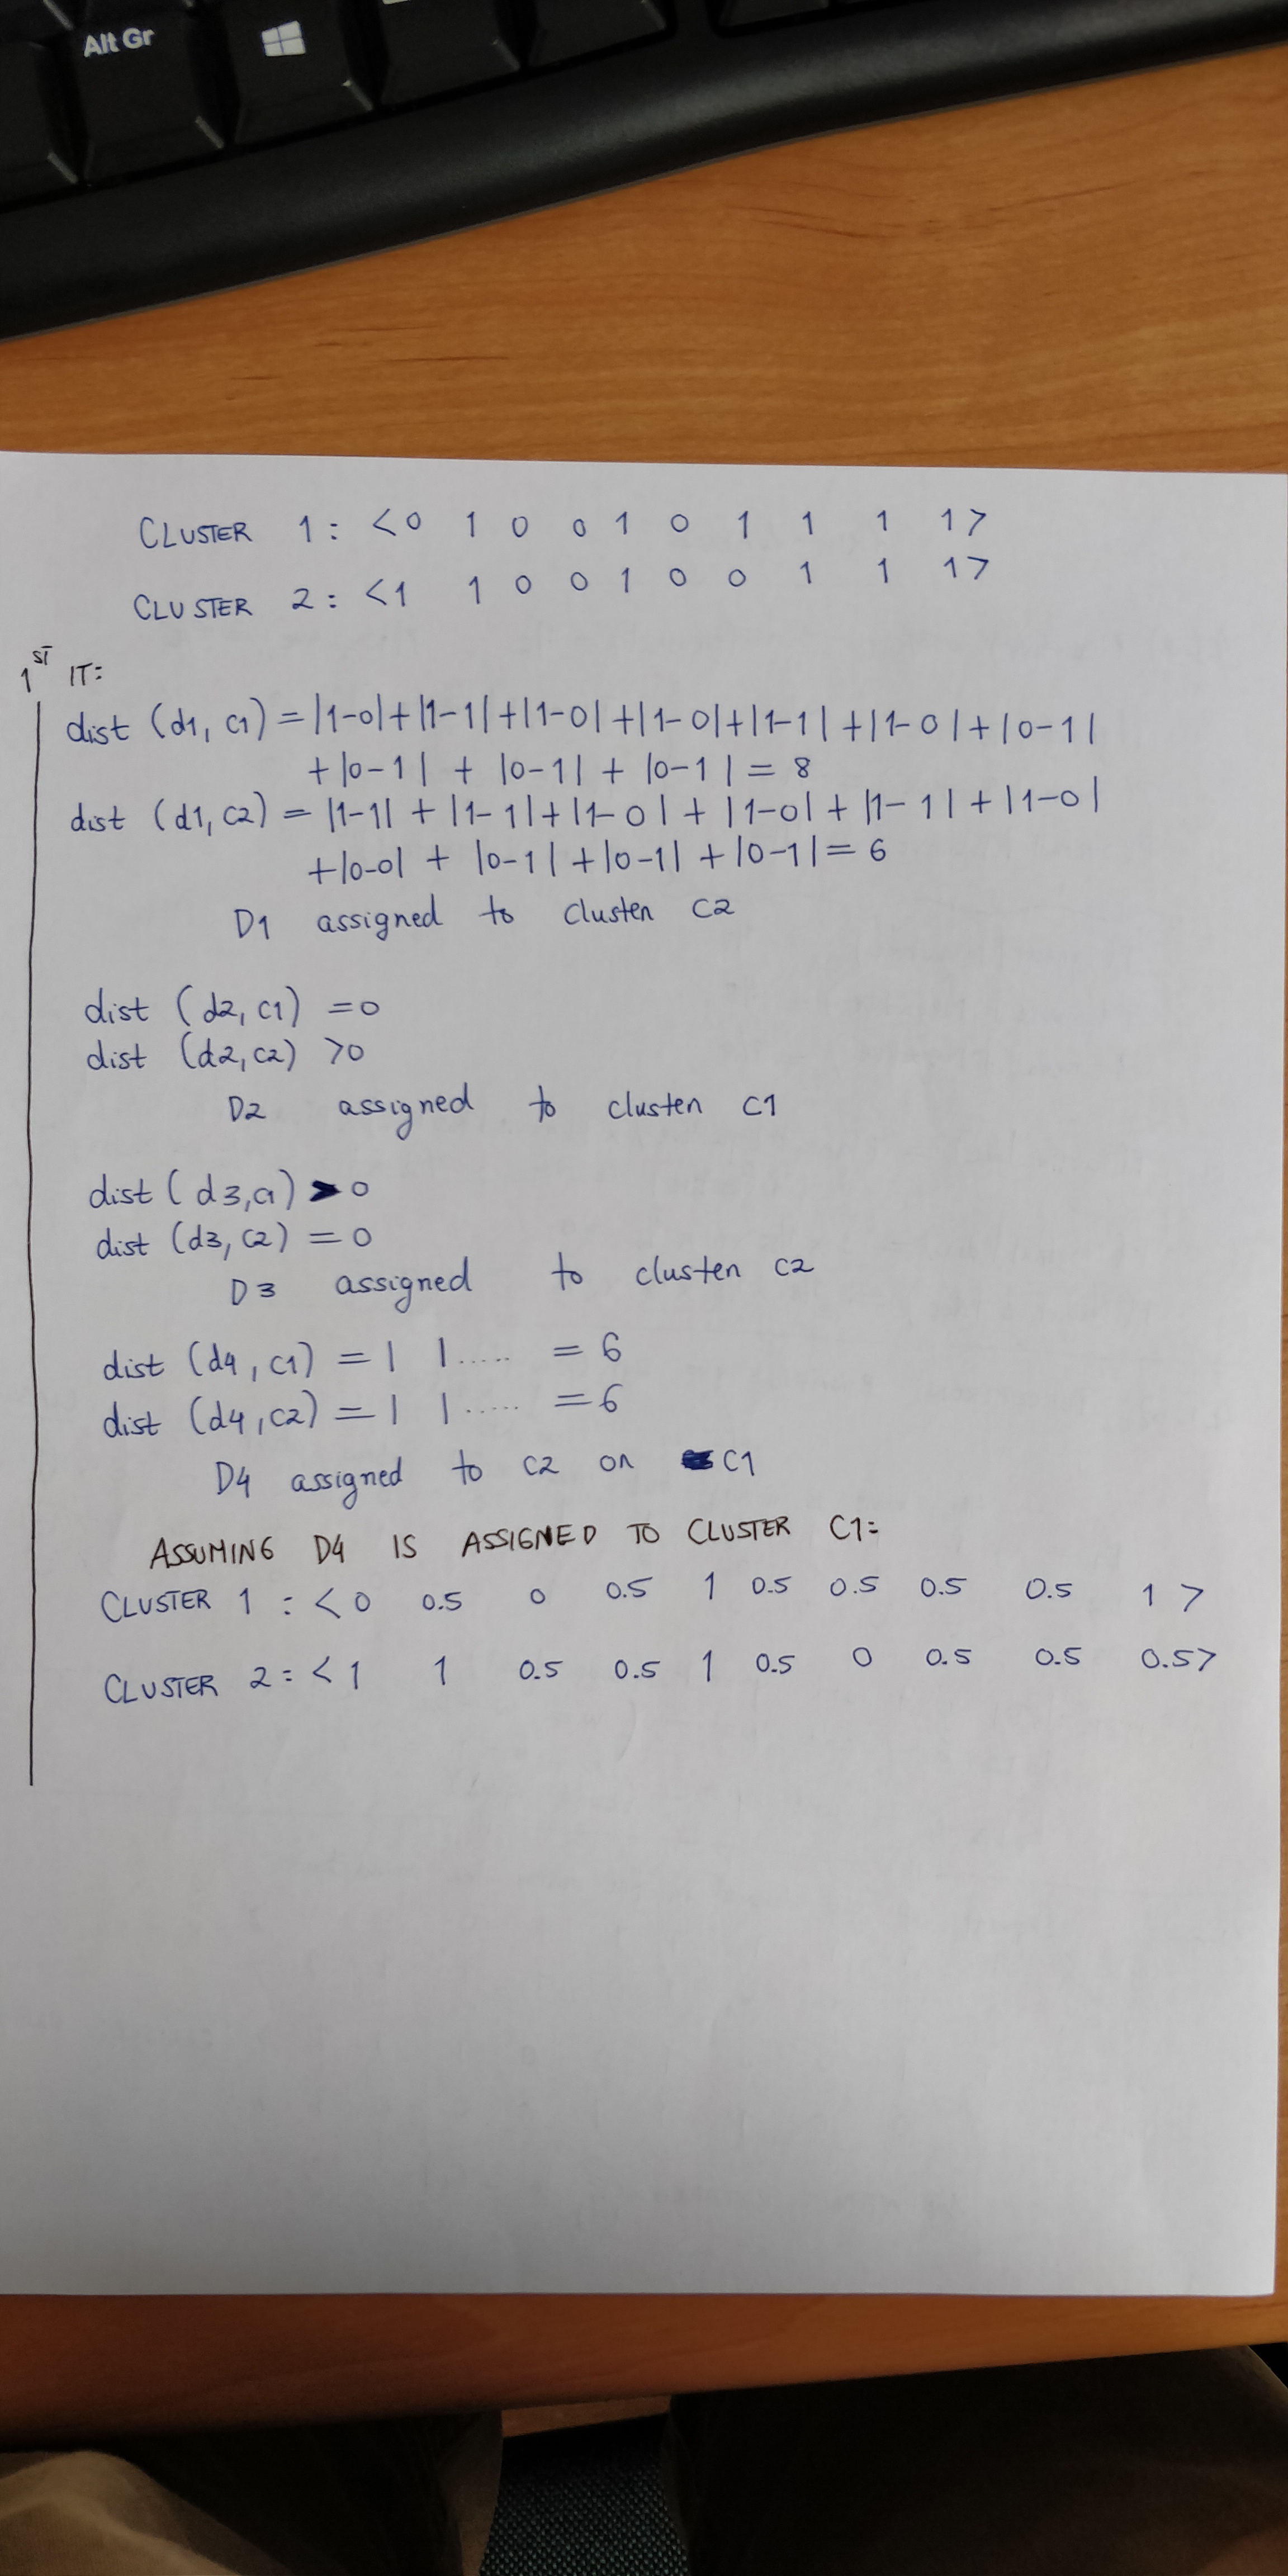 Alt Gr
CLUSTER 1: <0 1 0 0 1 0 1 1 1 1>
CLUSTER 2: <1 1 0 0 1 0 0 1 1 1>
1ST IT:
dist (d1, c1) = |1-0|+|1-1|+|1-0|+|1-0|+|1-1|+|1-0|+|0-1|
+|0-1| + |0-1| + |0-1| = 8
dist (d1, c2) = |1-1| + |1-1|+|1-0| + |1-0| + |1-1| + |1-0|
+|0-0| + |0-1| +|0-1| + |0-1| = 6
D1 assigned to cluster C2
dist (d2, c1) = 0
dist (d2, c2) >0
D2 assigned to cluster C1
dist (d3, c1) > 0
dist (d3, c2) = 0
D3 assigned to cluster C2
dist (d4, c1) = | |..... = 6
dist (d4, c2) = | |..... = 6
D4 assigned to C2 or C1
ASSUMING D4 IS ASSIGNED TO CLUSTER C1:
CLUSTER 1 : <0 0.5 0 0.5 1 0.5 0.5 0.5 0.5 1 >
CLUSTER 2: <1 1 0.5 0.5 1 0.5 0 0.5 0.5 0.5>